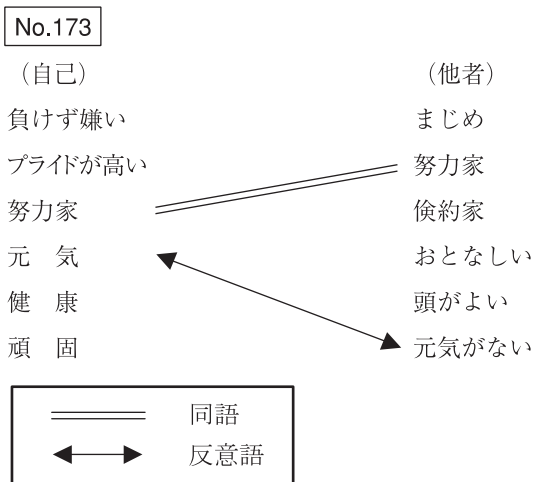 No.173
（自己）
（他者）
負けず嫌い
まじめ
プライドが高い
努力家
努力家
倹約家
元　気
おとなしい
健　康
頭がよい
頑　固
元気がない
同語
反意語